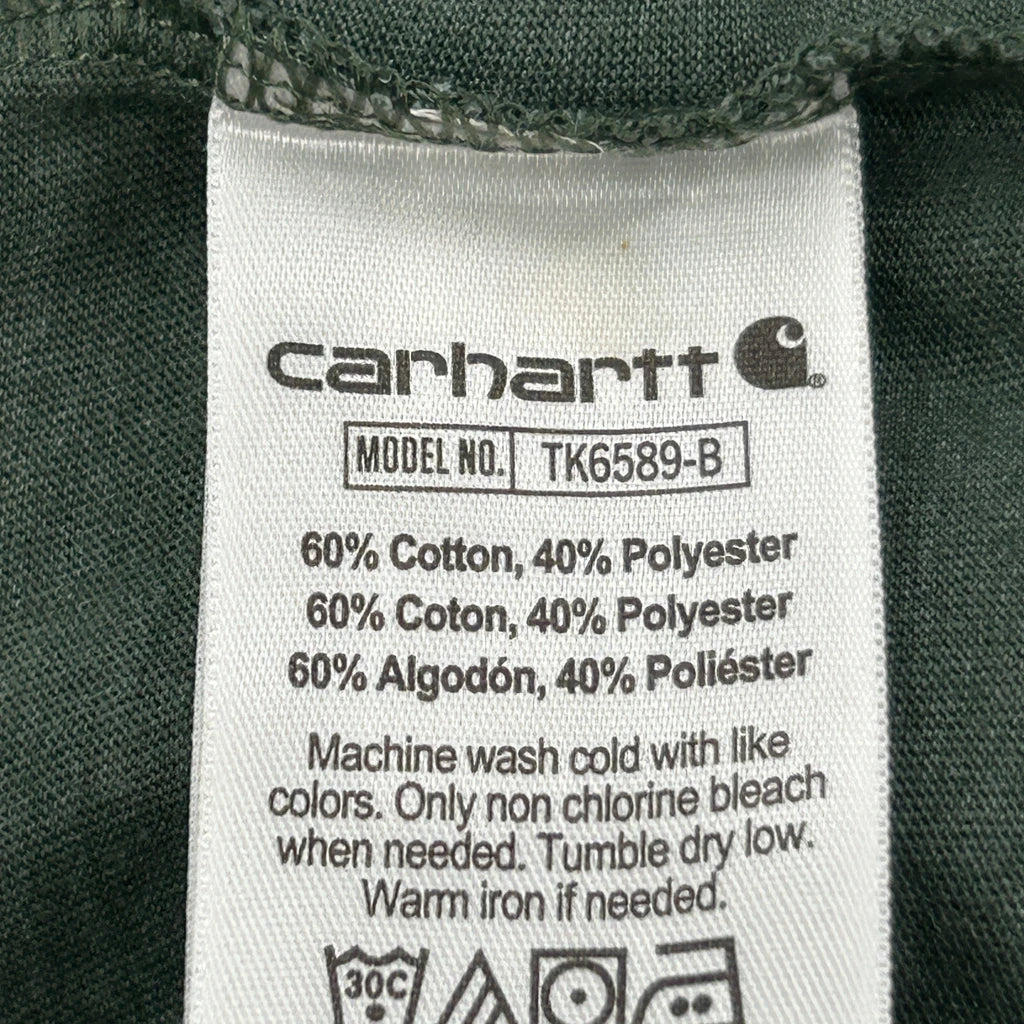 carhartt ®
MODEL NO. TK6589-B
60% Cotton, 40% Polyester
60% Coton, 40% Polyester
60% Algodón, 40% Poliéster
Machine wash cold with like
colors. Only non chlorine bleach
when needed. Tumble dry low.
Warm iron if needed.
30C